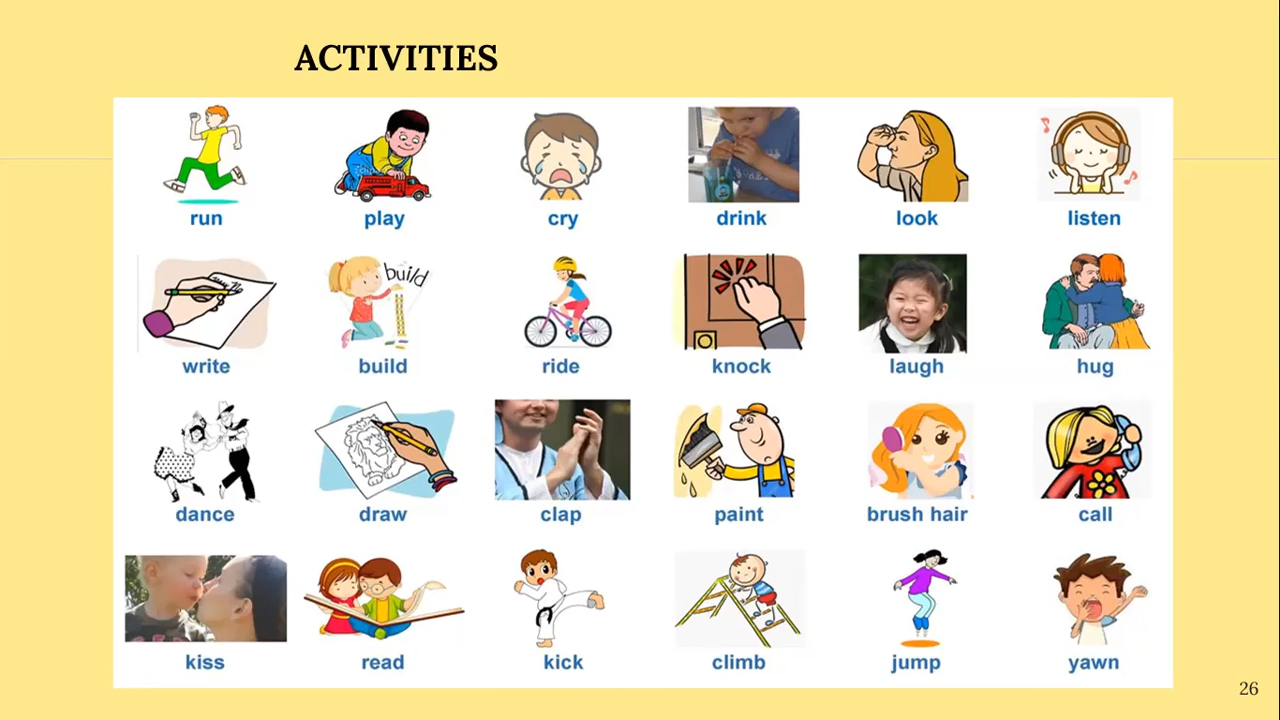 ACTIVITIES
run play cry drink look listen
build
write build ride knock laugh hug
dance draw clap paint brush hair call
kiss read kick climb jump yawn
26